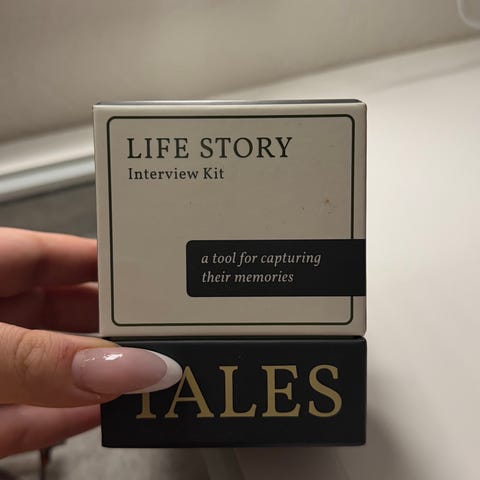 LIFE STORY
Interview Kit
a tool for capturing
their memories
TALES